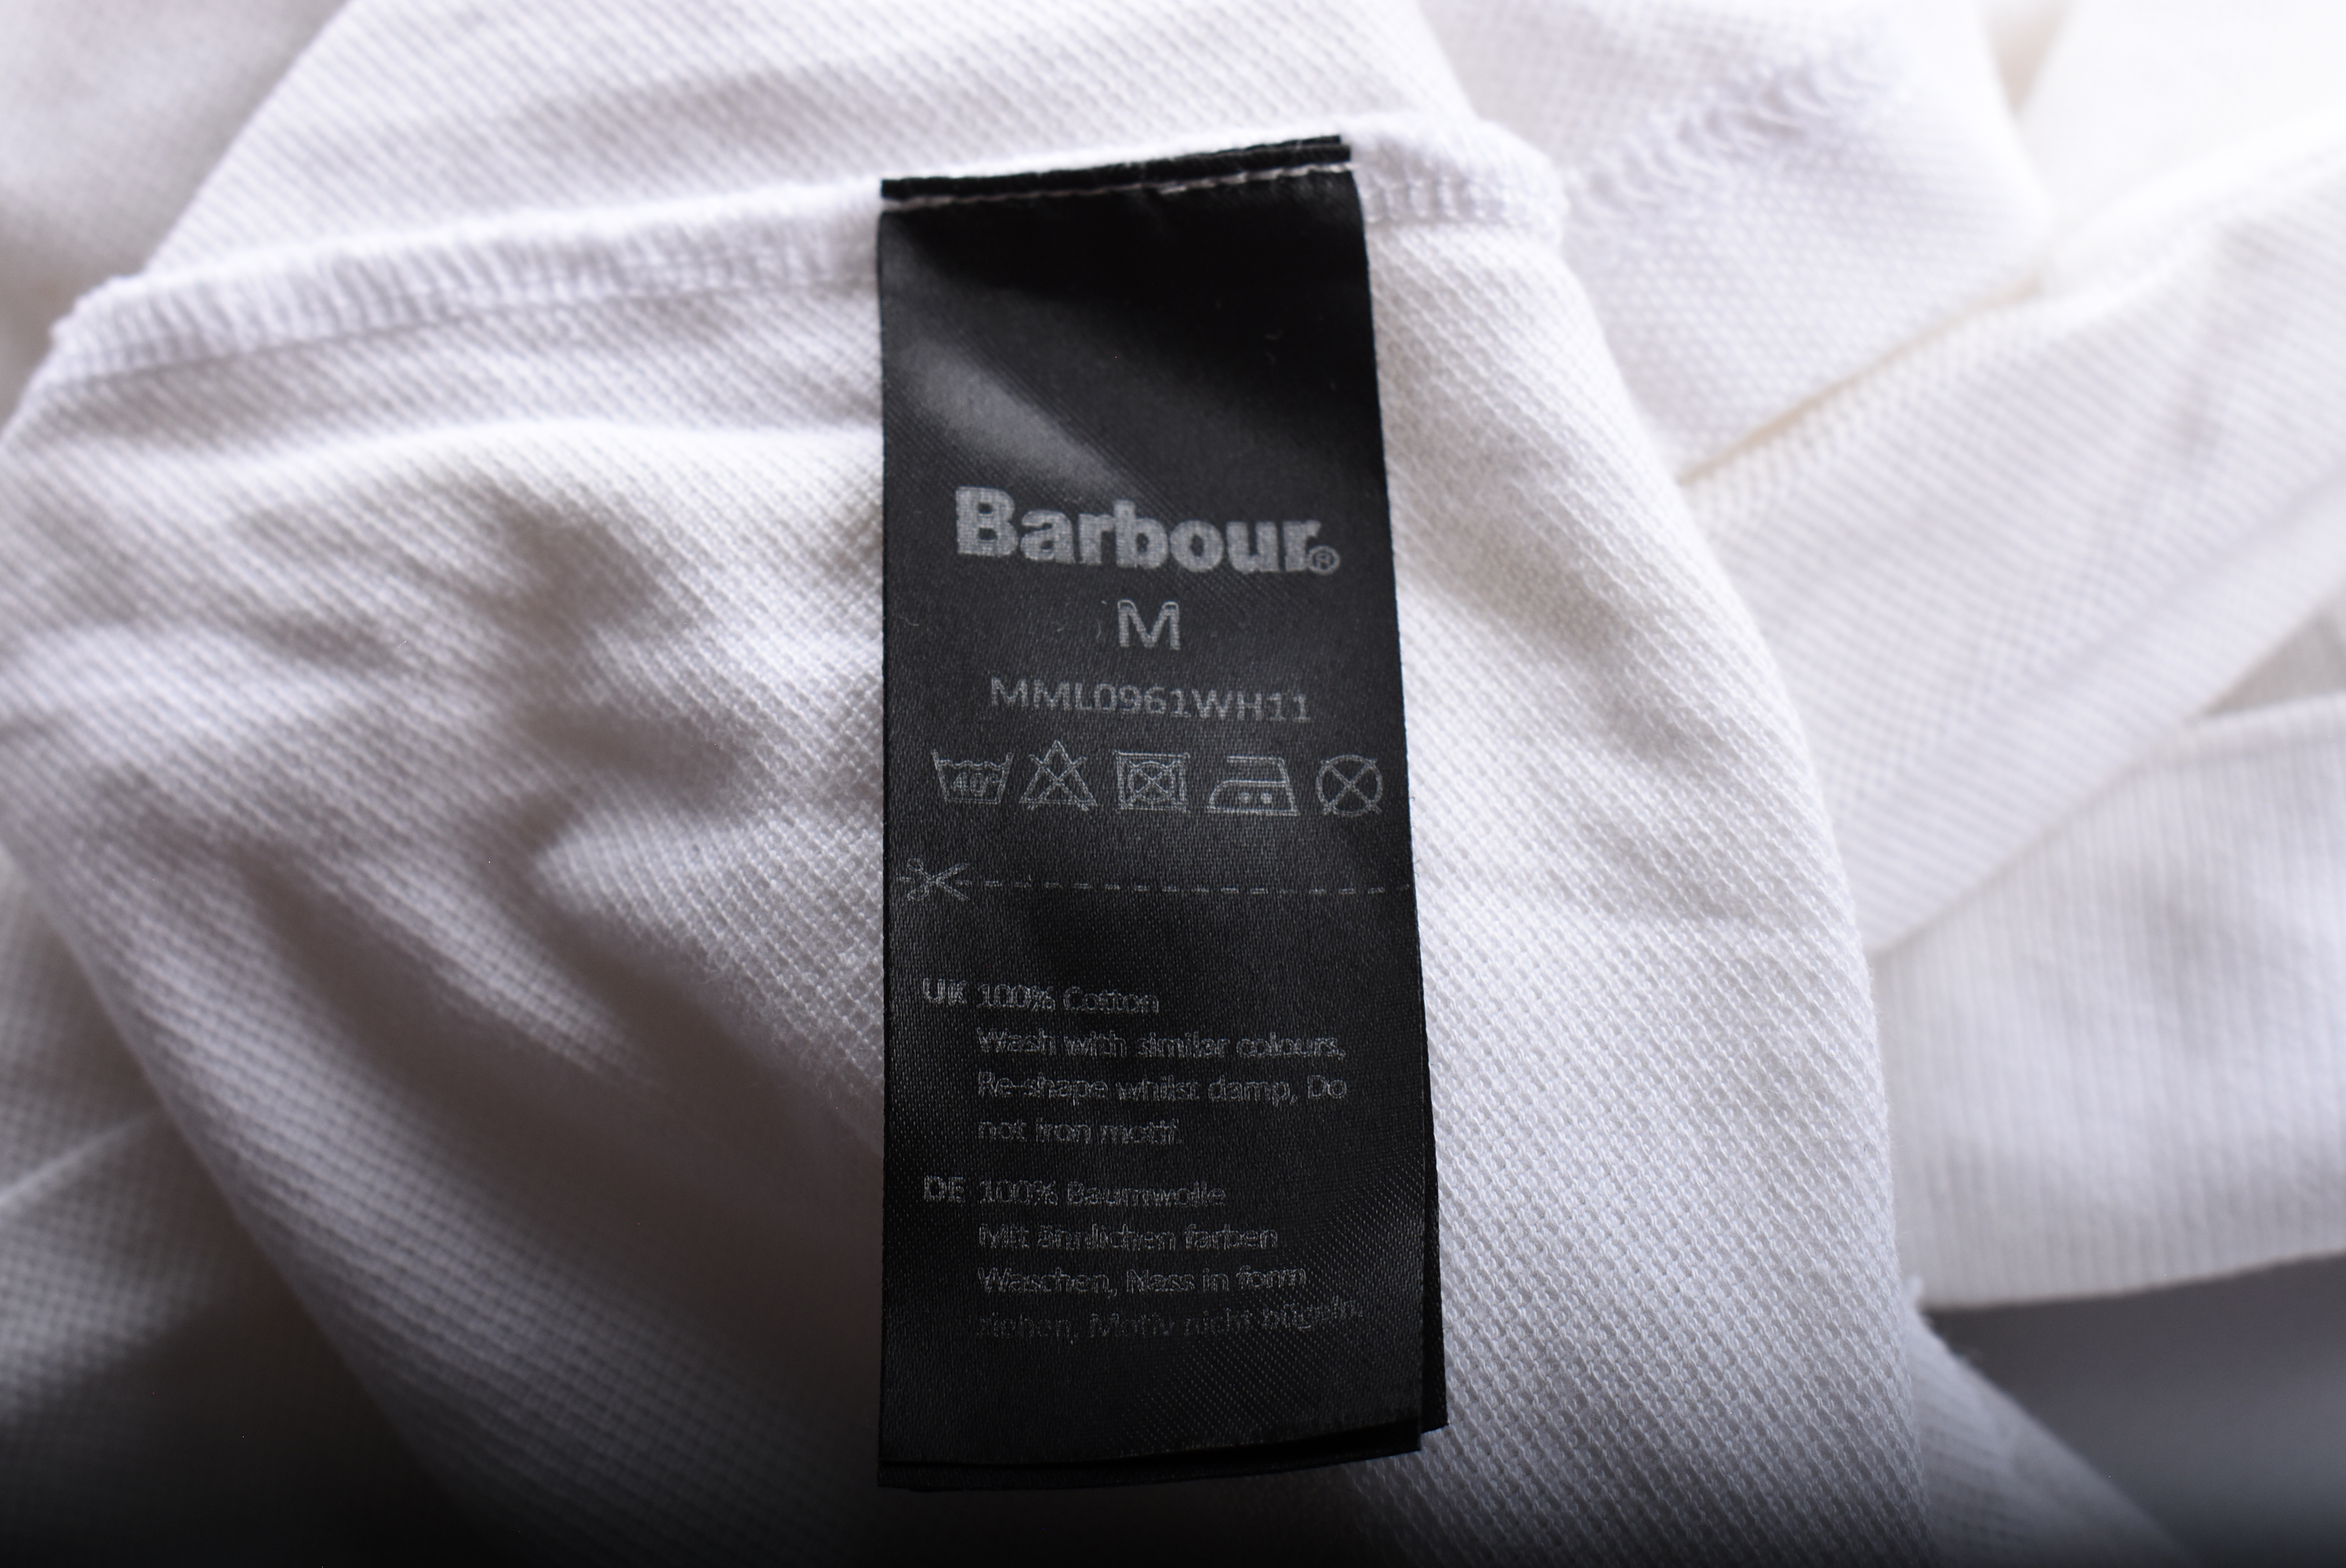 Barbour®
M
MML0961WH11
40°
UK 100% Cotton
Wash with similar colours,
Re-shape whilst damp, Do
not iron motif.
DE 100% Baumwolle
Mit ähnlichen farben
Waschen, Nass in form
ziehen, Motiv nicht bügeln.